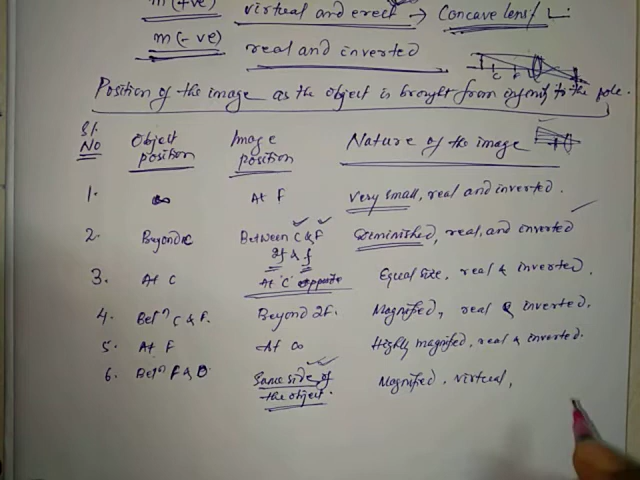 m(+ve) virtual and erect → Concave lens/
m(-ve) real and inverted
Position of the image as the object is brought from infinity to the pole.
Sl. No Object position Image position Nature of the image
1. ∞ At F Very small, real and inverted.
2. Beyond C Between C & F 2f & f Diminished, real, and inverted
3. At C At 'C' opposite Equal size, real & inverted.
4. Betⁿ C & F. Beyond 2F. Magnified, real & inverted.
5. At F At ∞ Highly magnified, real & inverted.
6. Betⁿ F & O Same side of the object. Magnified. virtual,